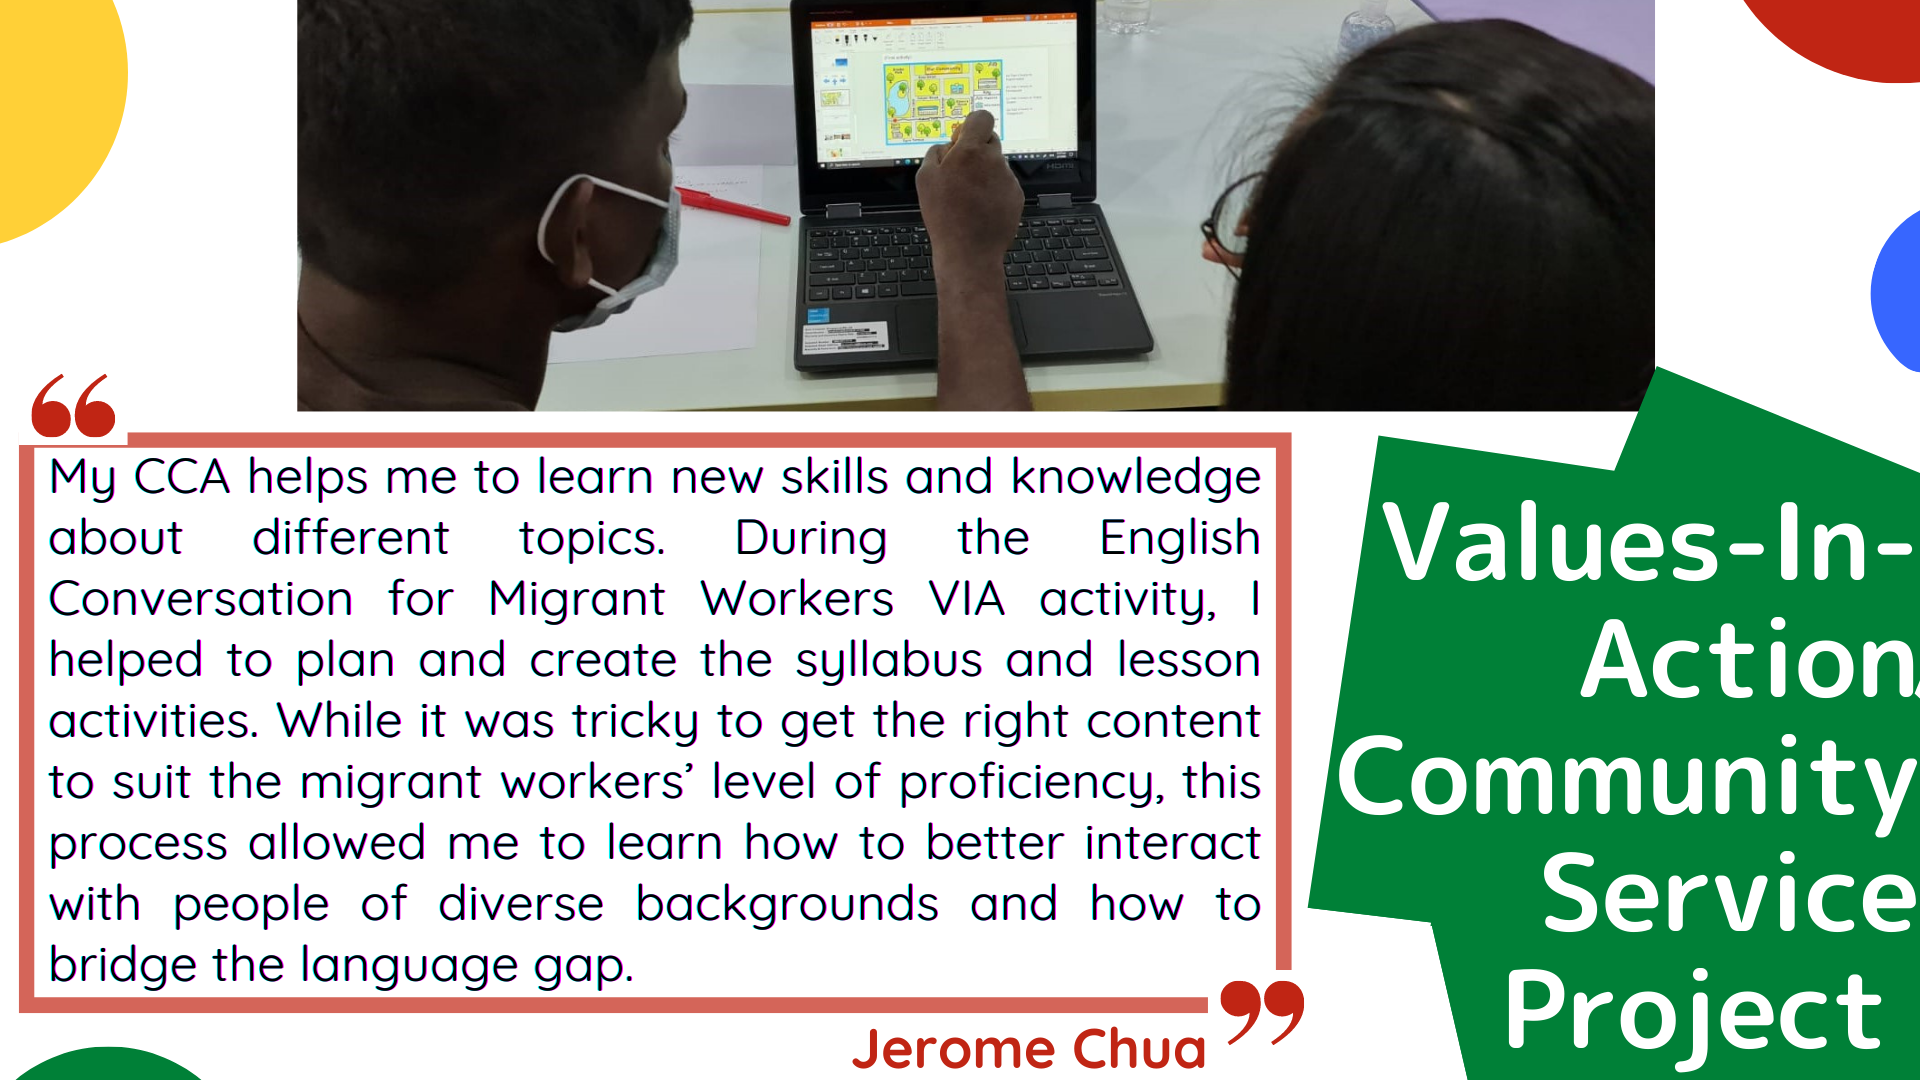 “
My CCA helps me to learn new skills and knowledge
about different topics. During the English
Conversation for Migrant Workers VIA activity, I
helped to plan and create the syllabus and lesson
activities. While it was tricky to get the right content
to suit the migrant workers’ level of proficiency, this
process allowed me to learn how to better interact
with people of diverse backgrounds and how to
bridge the language gap.
”
Jerome Chua
Values-In-
Action/
Community
Service
Project